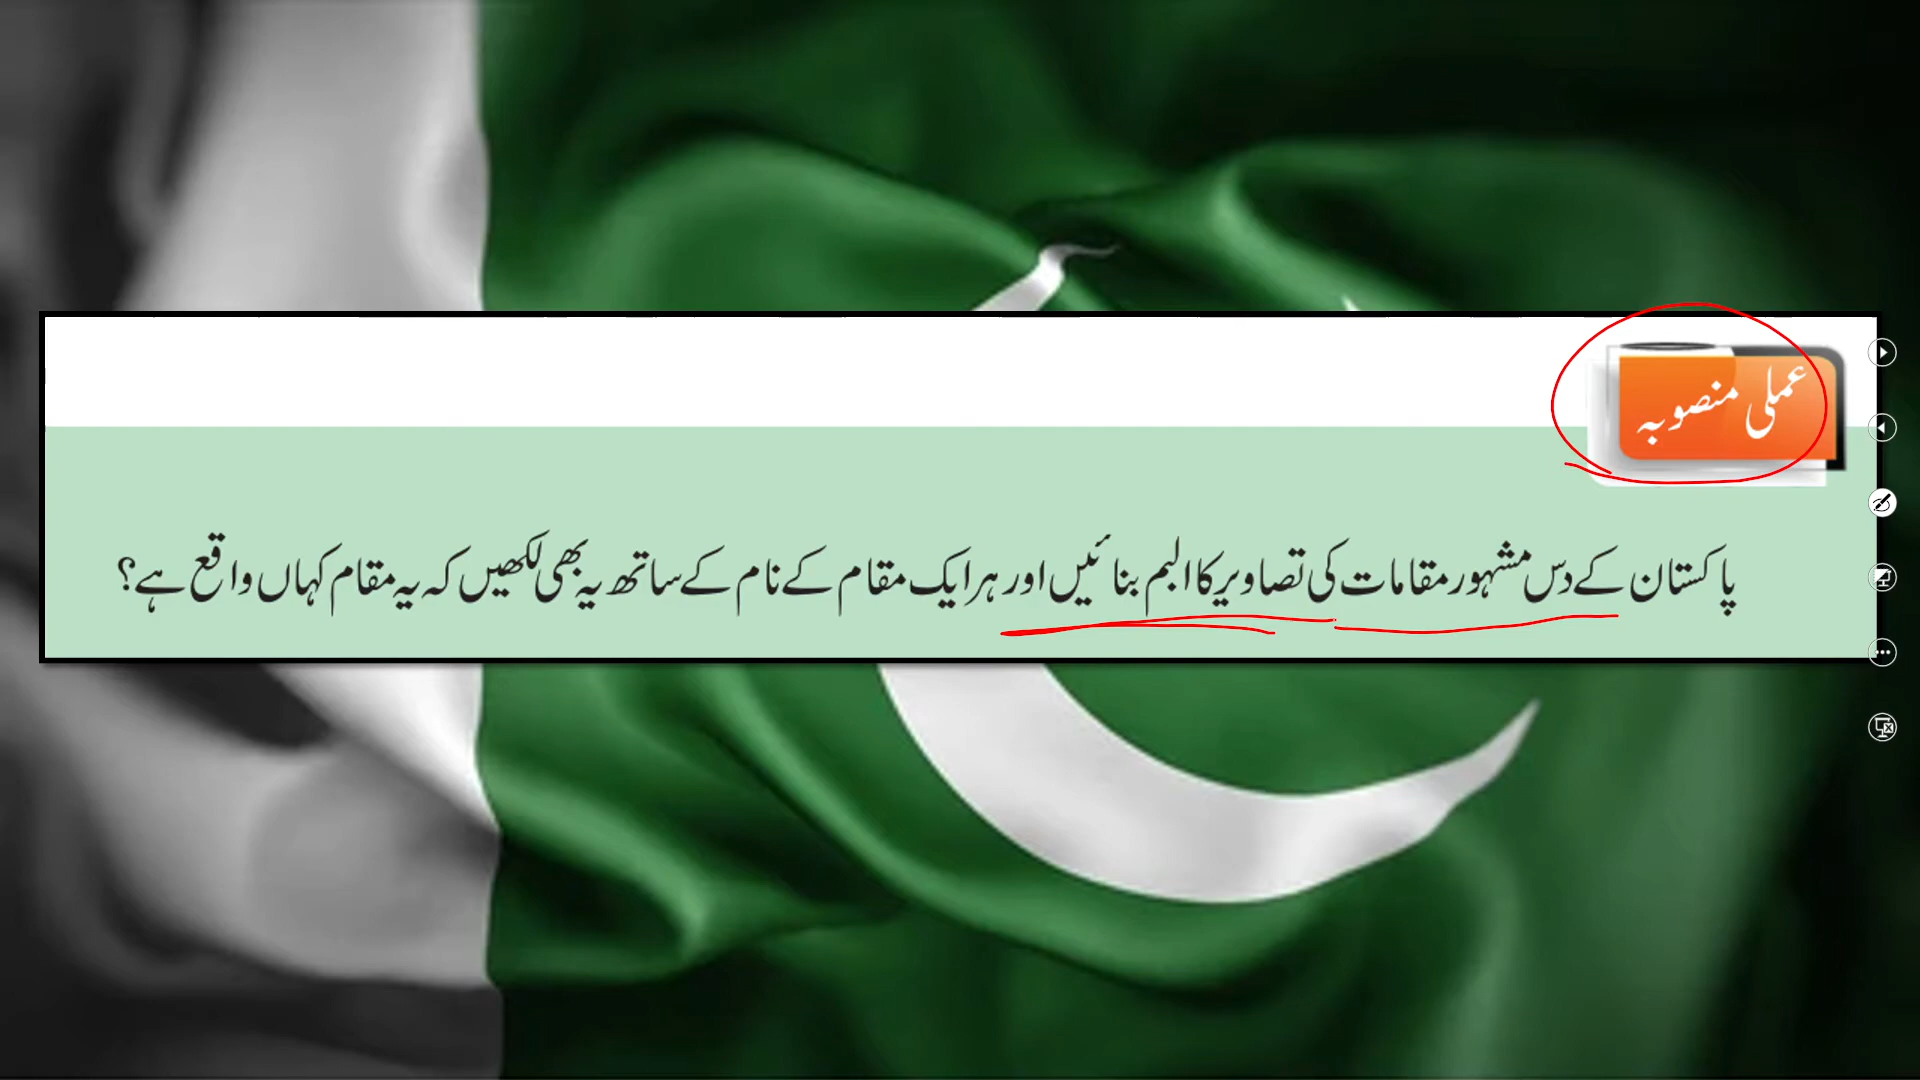 عملی منصوبہ
پاکستان کے دس مشہور مقامات کی تصاویر کا البم بنائیں اور ہر ایک مقام کے نام کے ساتھ یہ بھی لکھیں کہ یہ مقام کہاں واقع ہے؟